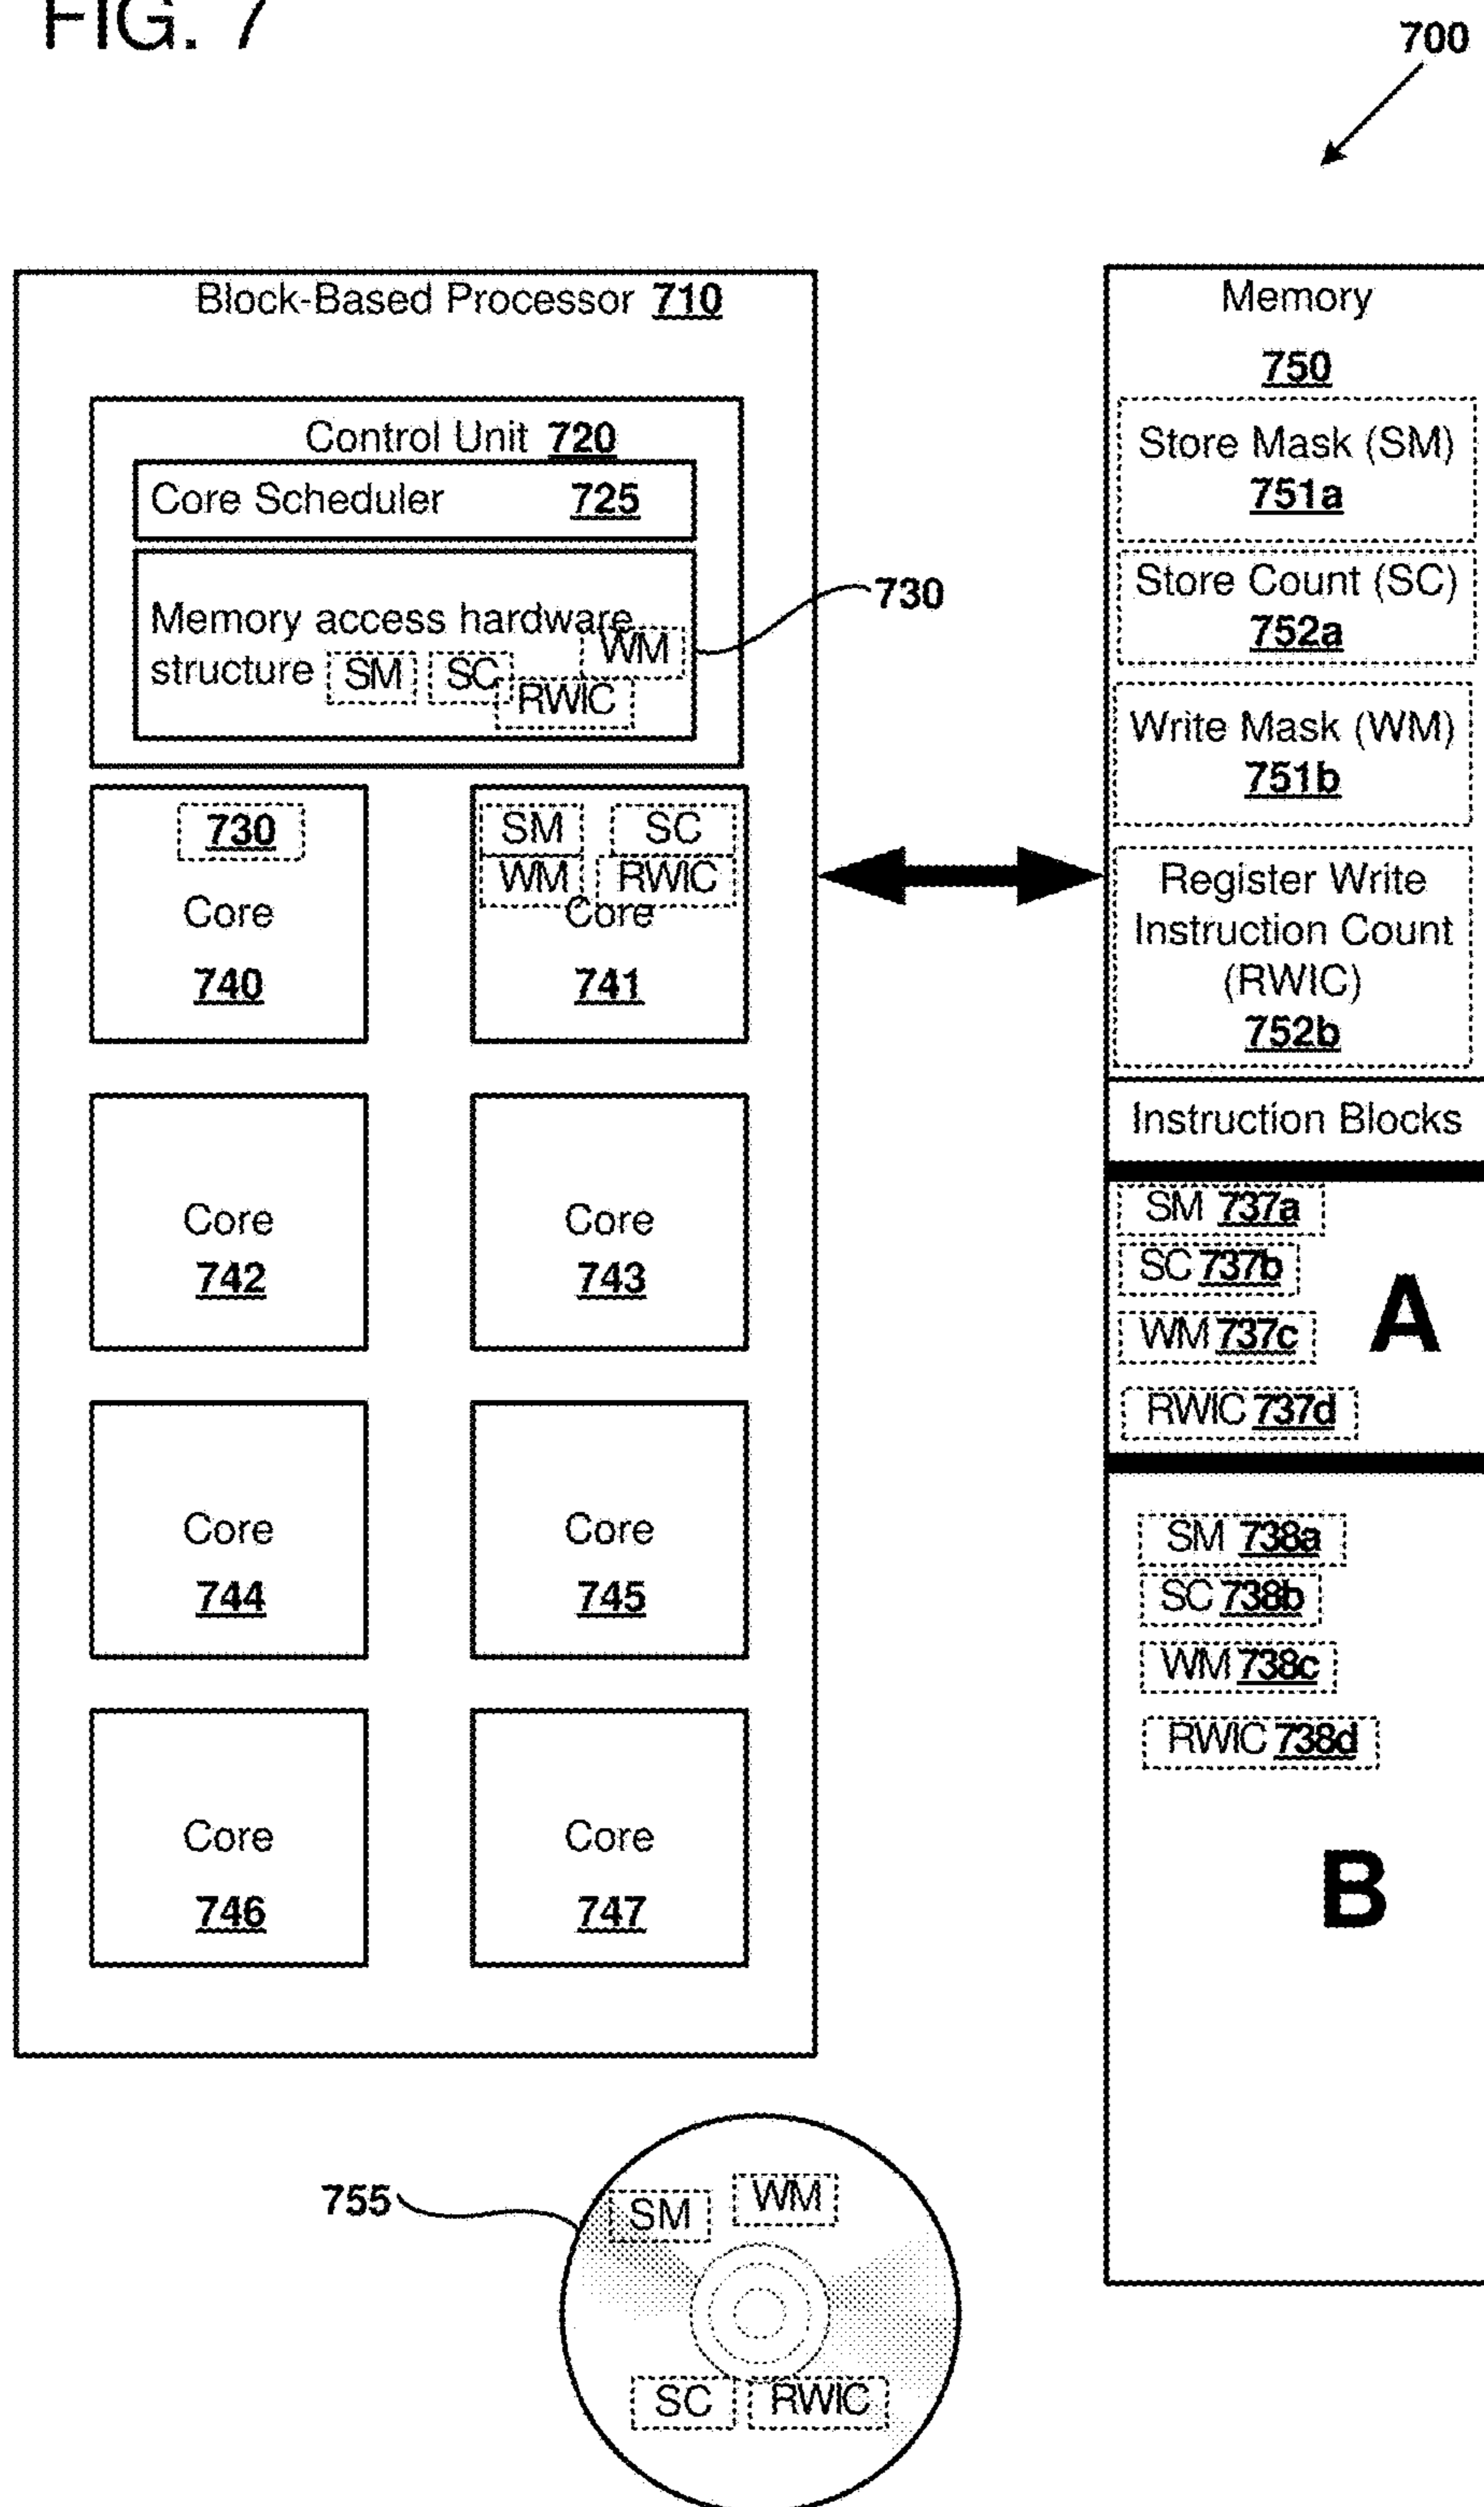 FIG. 7
700
Block-Based Processor 710
Control Unit 720
Core Scheduler 725
Memory access hardware
structure SM SC WM
RWIC
730
730
Core
740
SM SC
WM RWIC
Core
741
Core
742
Core
743
Core
744
Core
745
Core
746
Core
747
Memory
750
Store Mask (SM)
751a
Store Count (SC)
752a
Write Mask (WM)
751b
Register Write
Instruction Count
(RWIC)
752b
Instruction Blocks
SM 737a
SC 737b
WM 737c
RWIC 737d
A
SM 738a
SC 738b
WM 738c
RWIC 738d
B
755
SM WM
SC RWIC